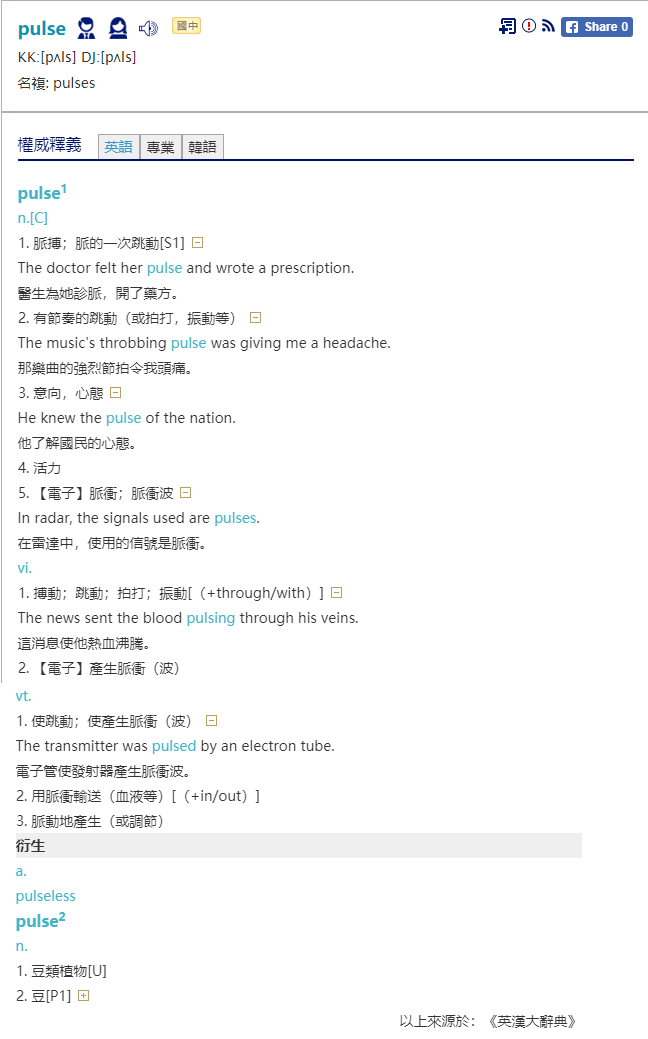 pulse 國中 Share 0
KK:[pʌls] DJ:[pʌls]
名複: pulses
權威釋義 英語 專業 韓語
pulse1
n.[C]
1. 脈搏；脈的一次跳動[S1]
The doctor felt her pulse and wrote a prescription.
醫生為她診脈，開了藥方。
2. 有節奏的跳動（或拍打，振動等）
The music's throbbing pulse was giving me a headache.
那樂曲的強烈節拍令我頭痛。
3. 意向，心態
He knew the pulse of the nation.
他了解國民的心態。
4. 活力
5. 【電子】脈衝；脈衝波
In radar, the signals used are pulses.
在雷達中，使用的信號是脈衝。
vi.
1. 搏動；跳動；拍打；振動[（+through/with）]
The news sent the blood pulsing through his veins.
這消息使他熱血沸騰。
2. 【電子】產生脈衝（波）
vt.
1. 使跳動；使產生脈衝（波）
The transmitter was pulsed by an electron tube.
電子管使發射器產生脈衝波。
2. 用脈衝輸送（血液等）[（+in/out）]
3. 脈動地產生（或調節）
衍生
a.
pulseless
pulse2
n.
1. 豆類植物[U]
2. 豆[P1]
以上來源於：《英漢大辭典》